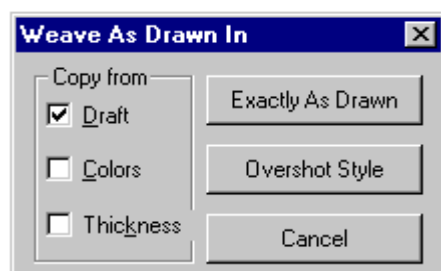 Weave As Drawn In
Copy from
Draft
Colors
Thickness
Exactly As Drawn
Overshot Style
Cancel